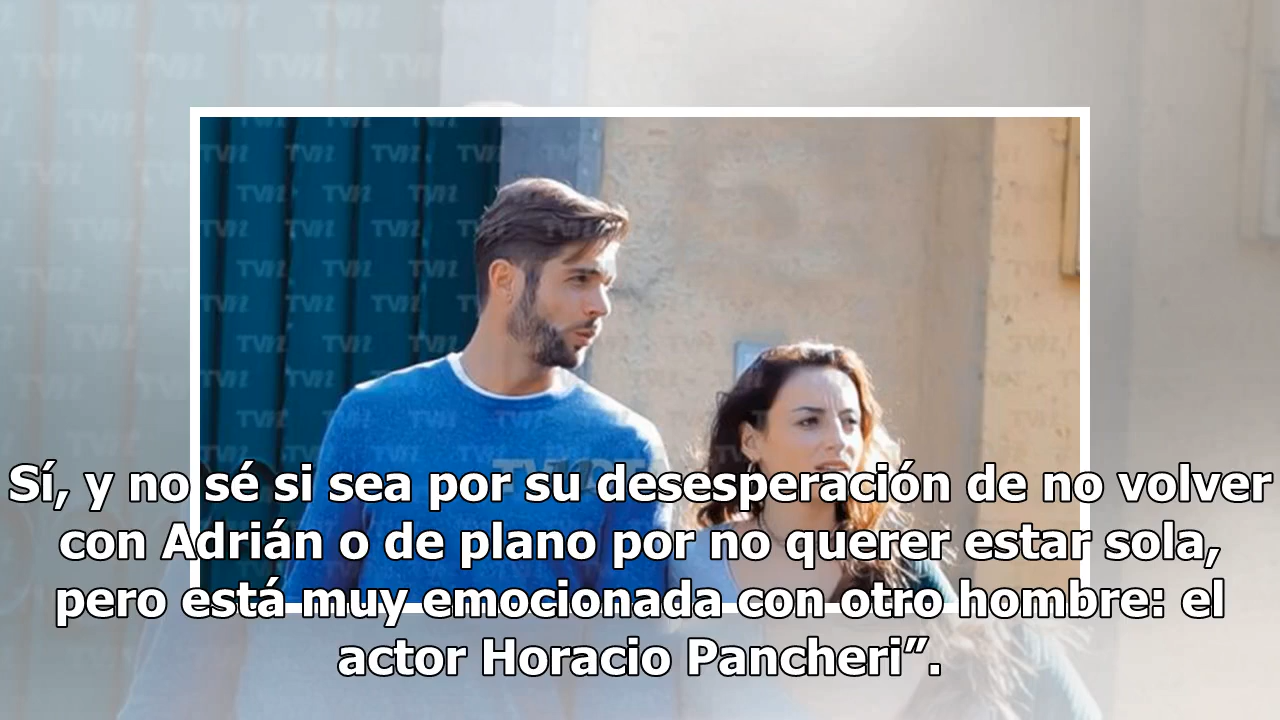 Sí, y no sé si sea por su desesperación de no volver
con Adrián o de plano por no querer estar sola,
pero está muy emocionada con otro hombre: el
actor Horacio Pancheri”.